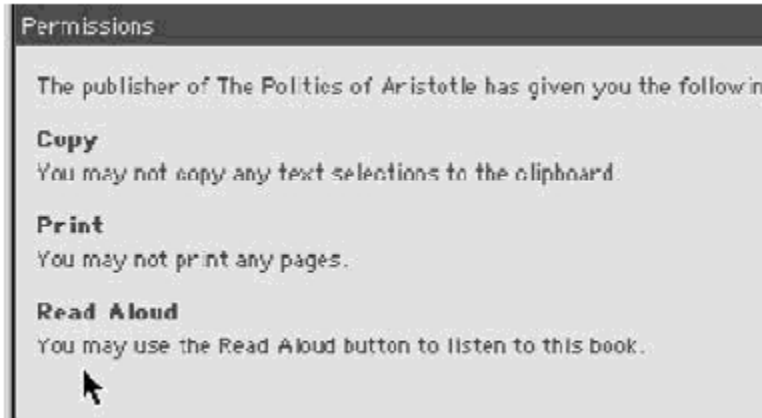 Permissions
The publisher of The Politics of Aristotle has given you the
Copy
You may not copy any text selections to the clipboard.
Print
You may not print any pages.
Read Aloud
You may use the Read Aloud button to listen to this book.